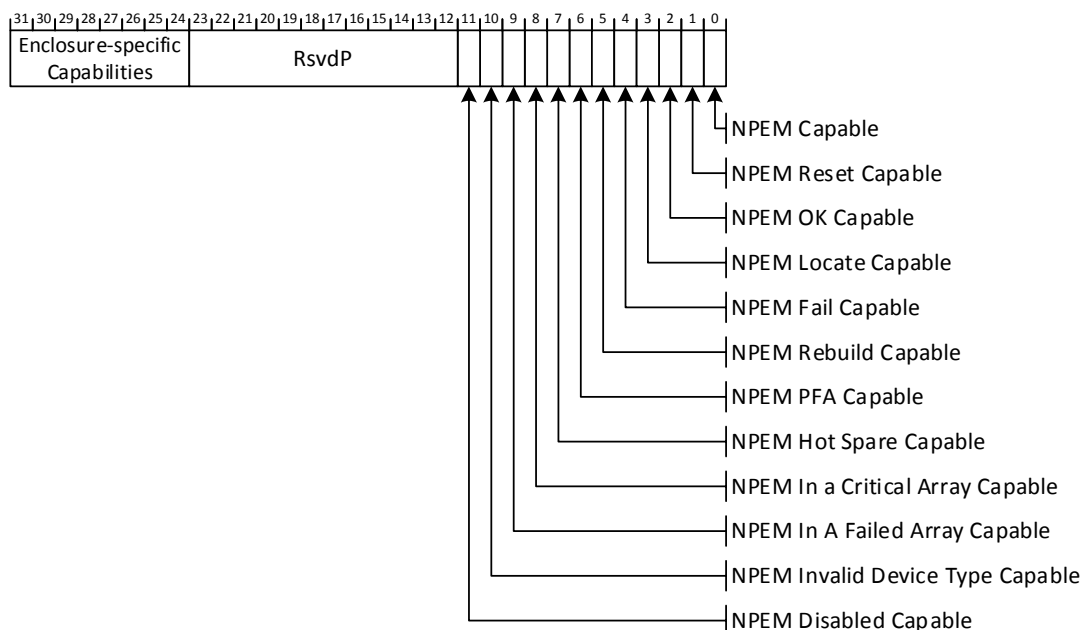 31 30 29 28 27 26 25 24 23 22 21 20 19 18 17 16 15 14 13 12 11 10 9 8 7 6 5 4 3 2 1 0
Enclosure-specific
Capabilities
RsvdP
NPEM Capable
NPEM Reset Capable
NPEM OK Capable
NPEM Locate Capable
NPEM Fail Capable
NPEM Rebuild Capable
NPEM PFA Capable
NPEM Hot Spare Capable
NPEM In a Critical Array Capable
NPEM In A Failed Array Capable
NPEM Invalid Device Type Capable
NPEM Disabled Capable